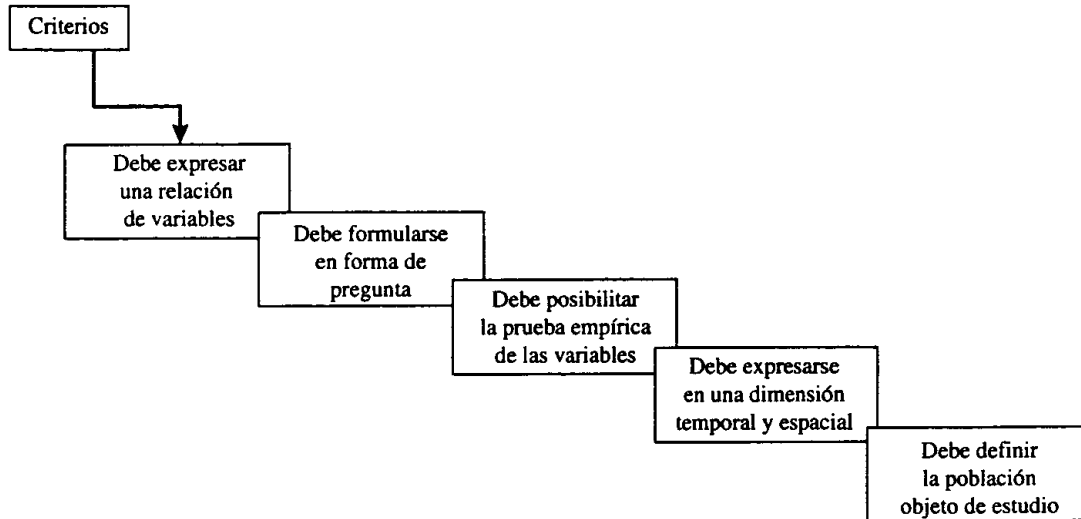 Criterios
Debe expresar
una relación
de variables
Debe formularse
en forma de
pregunta
Debe posibilitar
la prueba empírica
de las variables
Debe expresarse
en una dimensión
temporal y espacial
Debe definir
la población
objeto de estudio